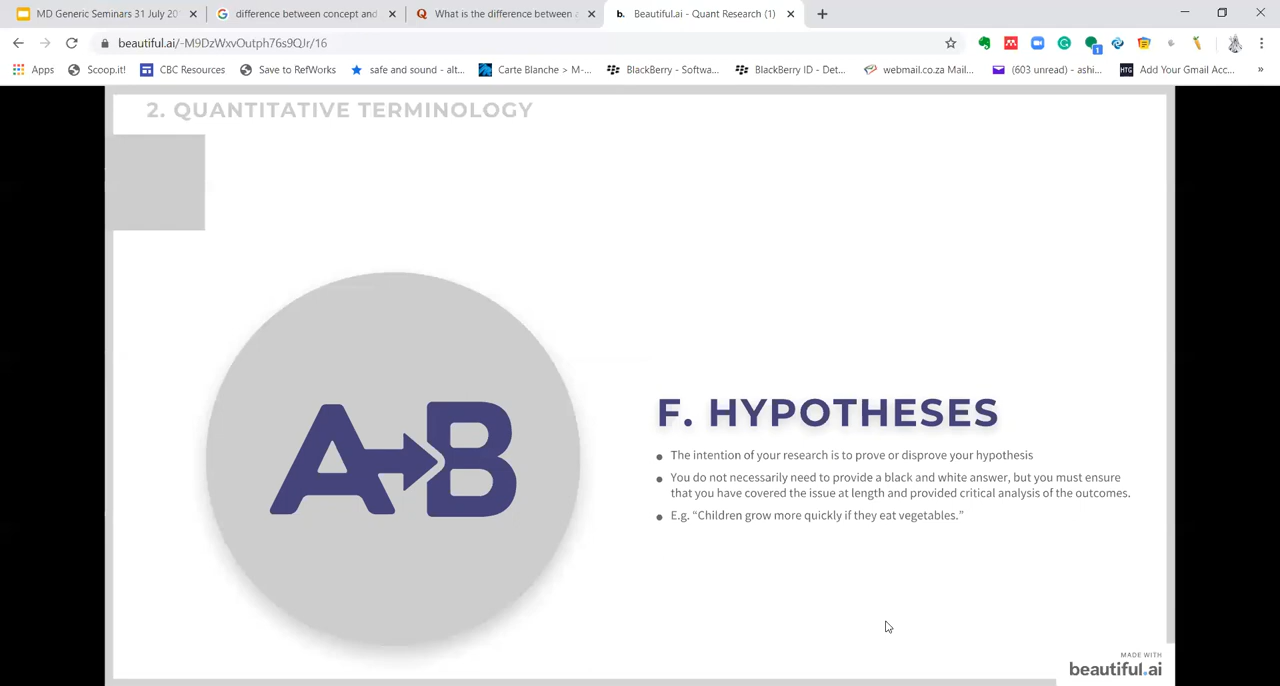 MD Generic Seminars 31 July 201
difference between concept and
What is the difference between a
b. Beautiful.ai - Quant Research (1)
beautiful.ai/-M9DzWxvOutph76s9QJr/16
Apps
Scoop.it!
CBC Resources
Save to RefWorks
safe and sound - alt...
Carte Blanche > M-...
BlackBerry - Softwa...
BlackBerry ID - Det...
webmail.co.za Mail...
(603 unread) - ashi...
HTG
Add Your Gmail Acc...
»
2. QUANTITATIVE TERMINOLOGY
A B
F. HYPOTHESES
The intention of your research is to prove or disprove your hypothesis
You do not necessarily need to provide a black and white answer, but you must ensure
that you have covered the issue at length and provided critical analysis of the outcomes.
E.g. “Children grow more quickly if they eat vegetables.”
MADE WITH
beautiful.ai